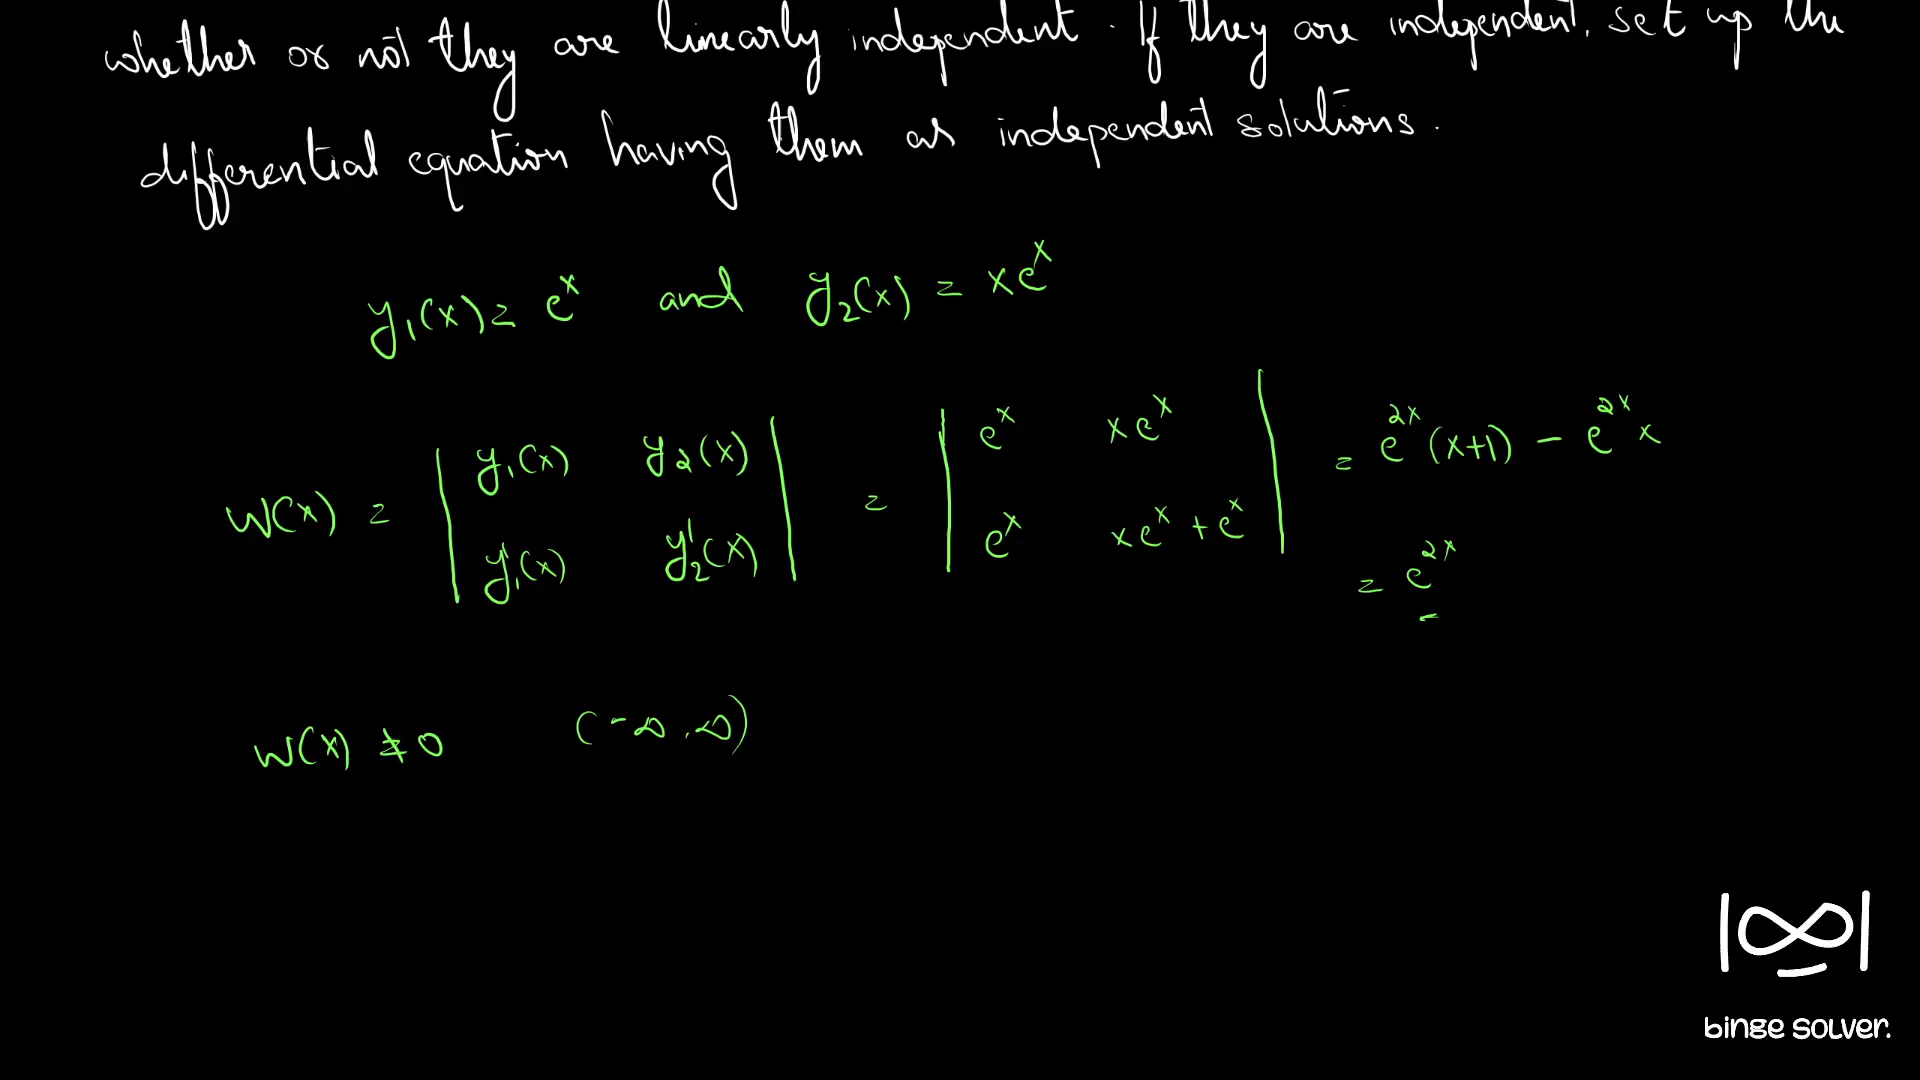 whether or not they are linearly independent. If they are independent, set up the
differential equation having them as independent solutions.
y₁(x) = eˣ and y₂(x) = xeˣ
W(x) = | y₁(x) y₂(x) | = | eˣ xeˣ | = e²ˣ(x+1) - e²ˣx
| y₁'(x) y₂'(x) | | eˣ xeˣ + eˣ | = e²ˣ
W(x) ≠ 0 (-∞, ∞)
binge solver.